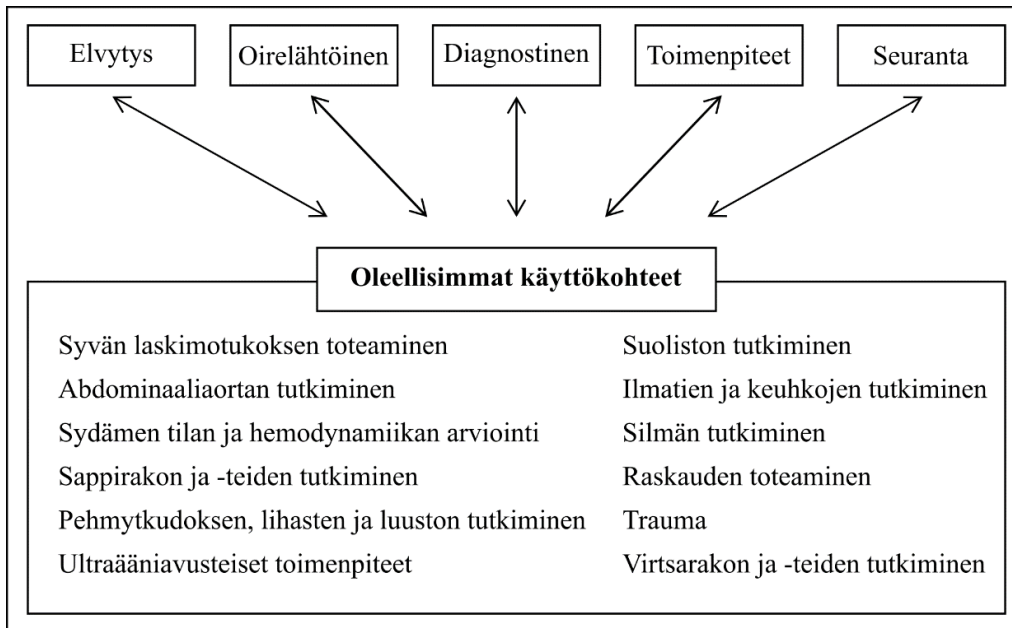 Elvytys
Oirelähtöinen
Diagnostinen
Toimenpiteet
Seuranta
Oleellisimmat käyttökohteet
Syvän laskimotukoksen toteaminen
Abdominaaliaortan tutkiminen
Sydämen tilan ja hemodynamiikan arviointi
Sappirakon ja -teiden tutkiminen
Pehmytkudoksen, lihasten ja luuston tutkiminen
Ultraääniavusteiset toimenpiteet
Suoliston tutkiminen
Ilmatien ja keuhkojen tutkiminen
Silmän tutkiminen
Raskauden toteaminen
Trauma
Virtsarakon ja -teiden tutkiminen